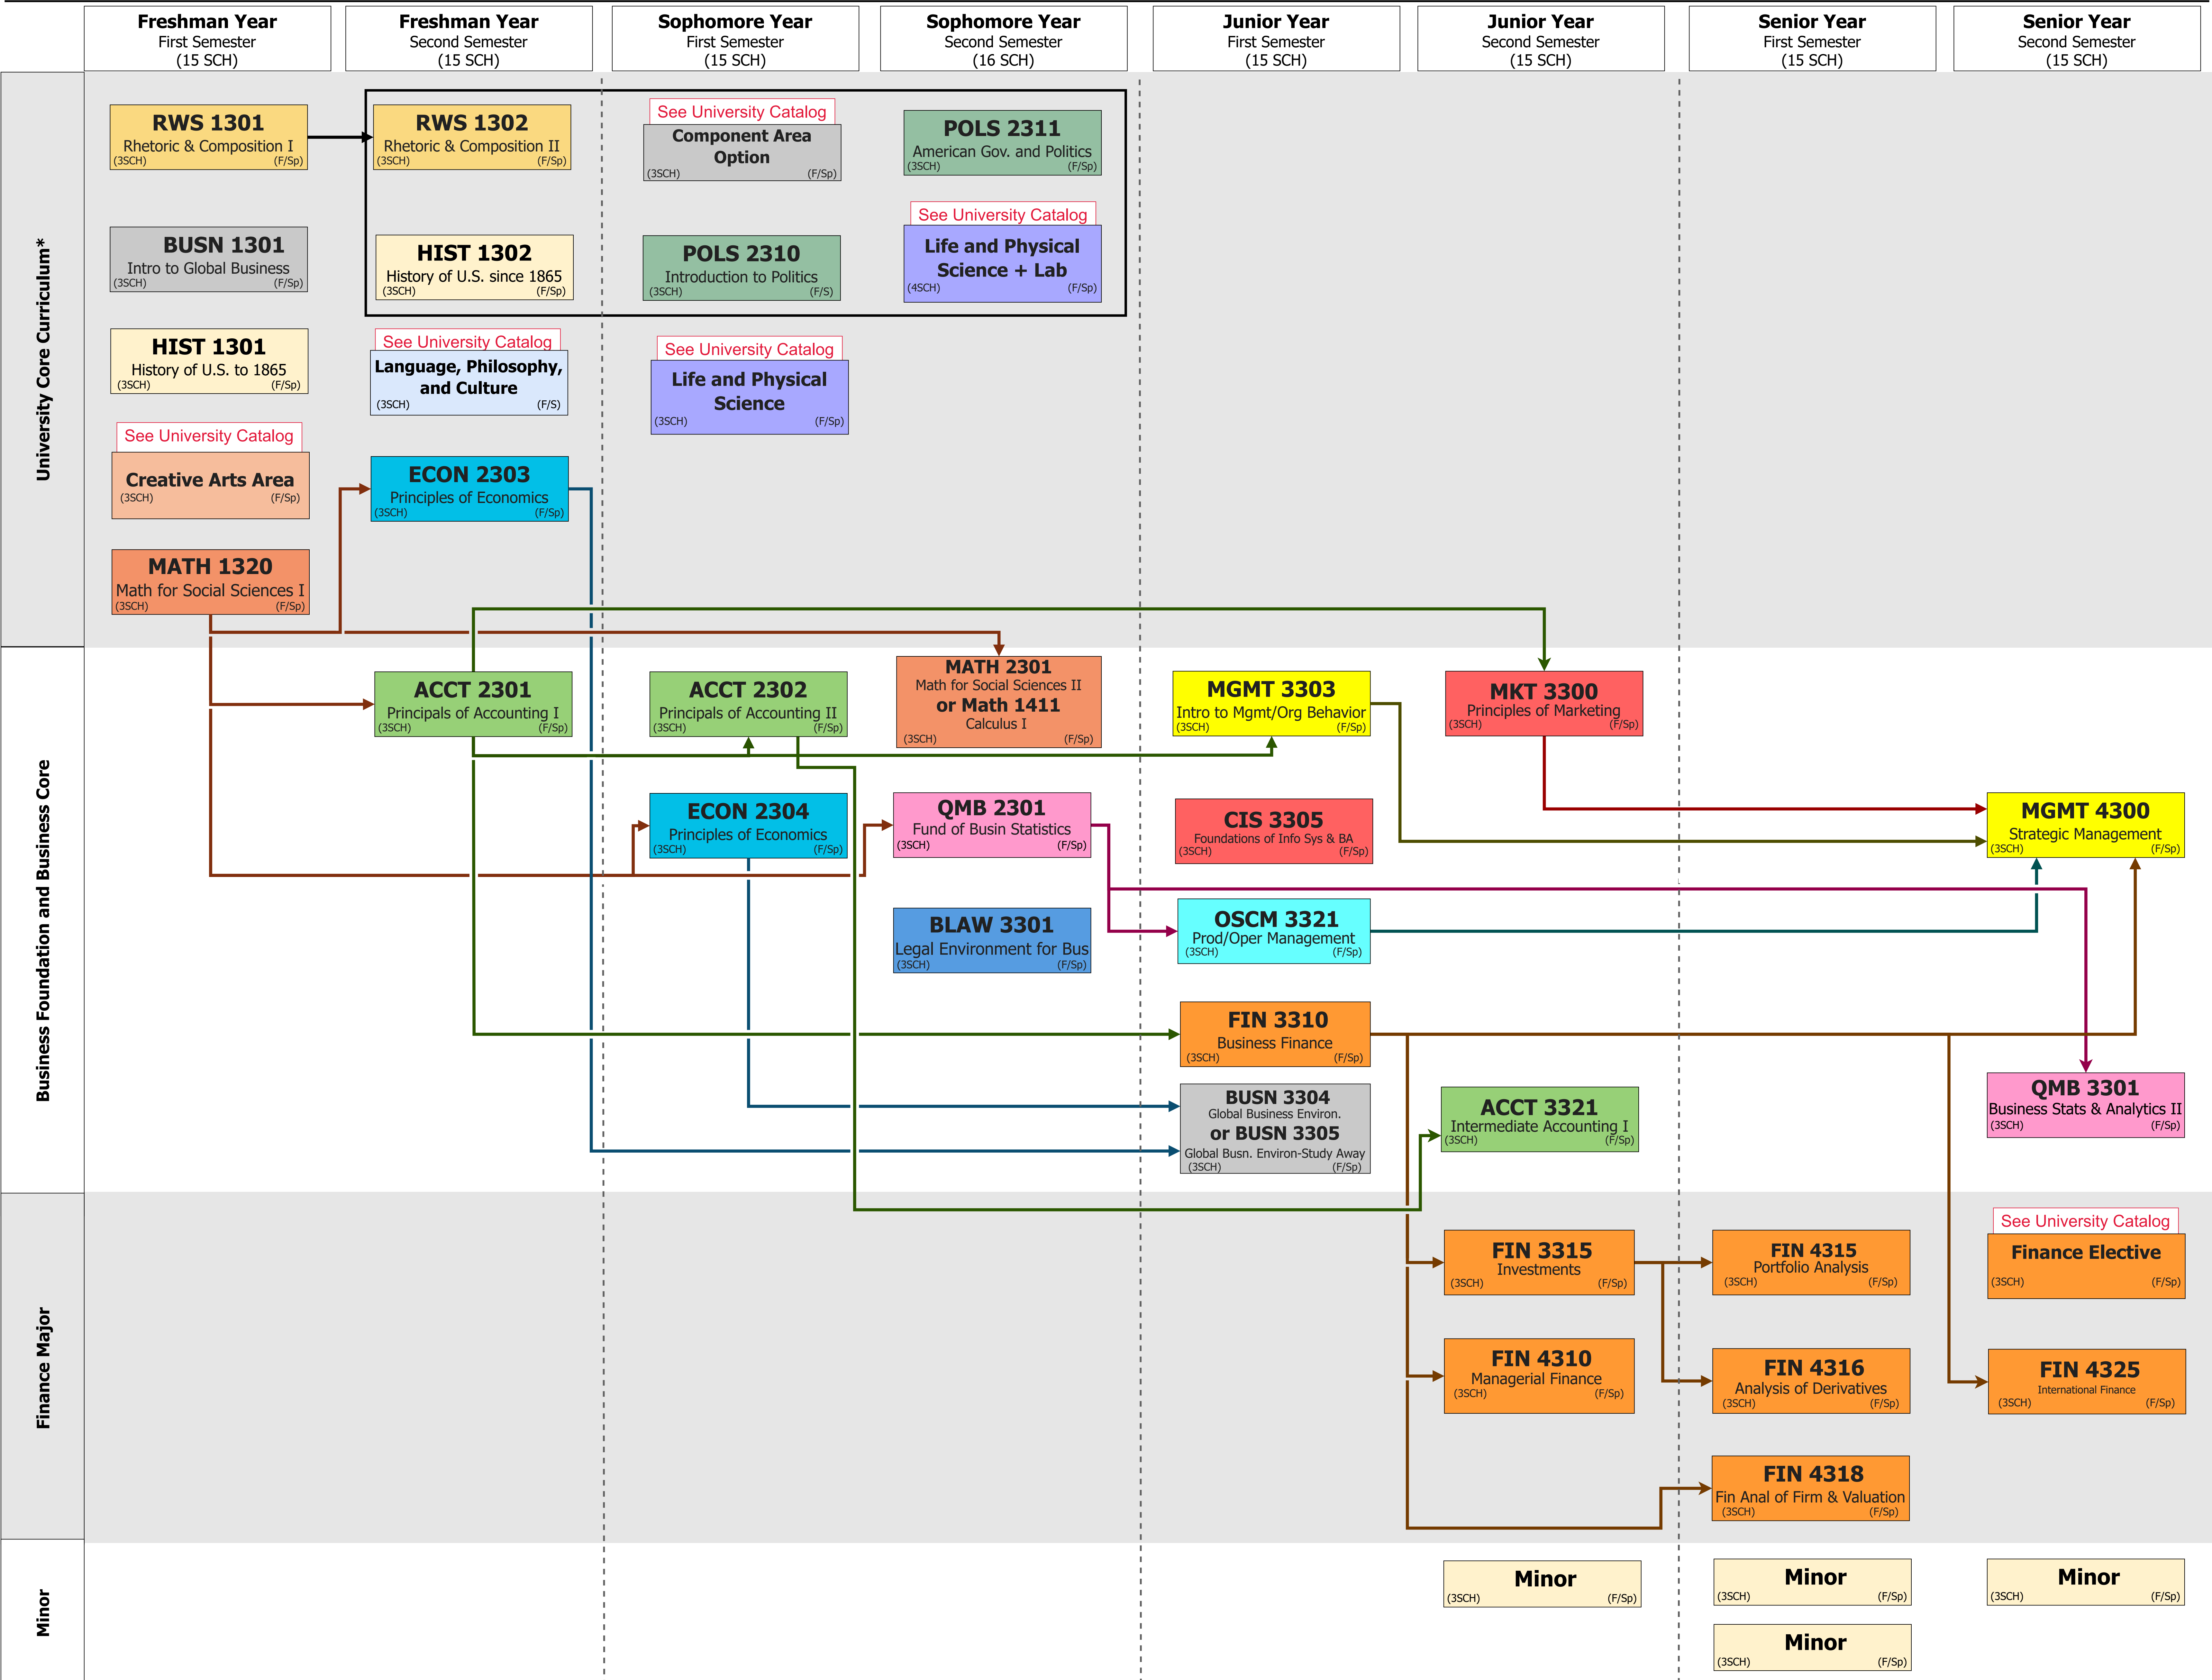 Freshman Year
First Semester
(15 SCH)
Freshman Year
Second Semester
(15 SCH)
Sophomore Year
First Semester
(15 SCH)
Sophomore Year
Second Semester
(16 SCH)
Junior Year
First Semester
(15 SCH)
Junior Year
Second Semester
(15 SCH)
Senior Year
First Semester
(15 SCH)
Senior Year
Second Semester
(15 SCH)
University Core Curriculum*
RWS 1301
Rhetoric & Composition I
(3SCH) (F/Sp)
RWS 1302
Rhetoric & Composition II
(3SCH) (F/Sp)
See University Catalog
Component Area
Option
(3SCH) (F/Sp)
POLS 2311
American Gov. and Politics
(3SCH) (F/Sp)
BUSN 1301
Intro to Global Business
(3SCH) (F/Sp)
HIST 1302
History of U.S. since 1865
(3SCH) (F/Sp)
POLS 2310
Introduction to Politics
(3SCH) (F/S)
See University Catalog
Life and Physical
Science + Lab
(4SCH) (F/Sp)
HIST 1301
History of U.S. to 1865
(3SCH) (F/Sp)
See University Catalog
Language, Philosophy,
and Culture
(3SCH) (F/S)
See University Catalog
Life and Physical
Science
(3SCH) (F/Sp)
See University Catalog
Creative Arts Area
(3SCH) (F/Sp)
ECON 2303
Principles of Economics
(3SCH) (F/Sp)
MATH 1320
Math for Social Sciences I
(3SCH) (F/Sp)
Business Foundation and Business Core
ACCT 2301
Principals of Accounting I
(3SCH) (F/Sp)
ACCT 2302
Principals of Accounting II
(3SCH) (F/Sp)
MATH 2301
Math for Social Sciences II
or Math 1411
Calculus I
(3SCH) (F/Sp)
MGMT 3303
Intro to Mgmt/Org Behavior
(3SCH) (F/Sp)
MKT 3300
Principles of Marketing
(3SCH) (F/Sp)
ECON 2304
Principles of Economics
(3SCH) (F/Sp)
QMB 2301
Fund of Busin Statistics
(3SCH) (F/Sp)
CIS 3305
Foundations of Info Sys & BA
(3SCH) (F/Sp)
MGMT 4300
Strategic Management
(3SCH) (F/Sp)
BLAW 3301
Legal Environment for Bus
(3SCH) (F/Sp)
OSCM 3321
Prod/Oper Management
(3SCH) (F/Sp)
FIN 3310
Business Finance
(3SCH) (F/Sp)
BUSN 3304
Global Business Environ.
or BUSN 3305
Global Busn. Environ-Study Away
(3SCH) (F/Sp)
ACCT 3321
Intermediate Accounting I
(3SCH) (F/Sp)
QMB 3301
Business Stats & Analytics II
(3SCH) (F/Sp)
Finance Major
FIN 3315
Investments
(3SCH) (F/Sp)
FIN 4315
Portfolio Analysis
(3SCH) (F/Sp)
See University Catalog
Finance Elective
(3SCH) (F/Sp)
FIN 4310
Managerial Finance
(3SCH) (F/Sp)
FIN 4316
Analysis of Derivatives
(3SCH) (F/Sp)
FIN 4325
International Finance
(3SCH) (F/Sp)
FIN 4318
Fin Anal of Firm & Valuation
(3SCH) (F/Sp)
Minor
Minor
(3SCH) (F/Sp)
Minor
(3SCH) (F/Sp)
Minor
(3SCH) (F/Sp)
Minor
(3SCH) (F/Sp)